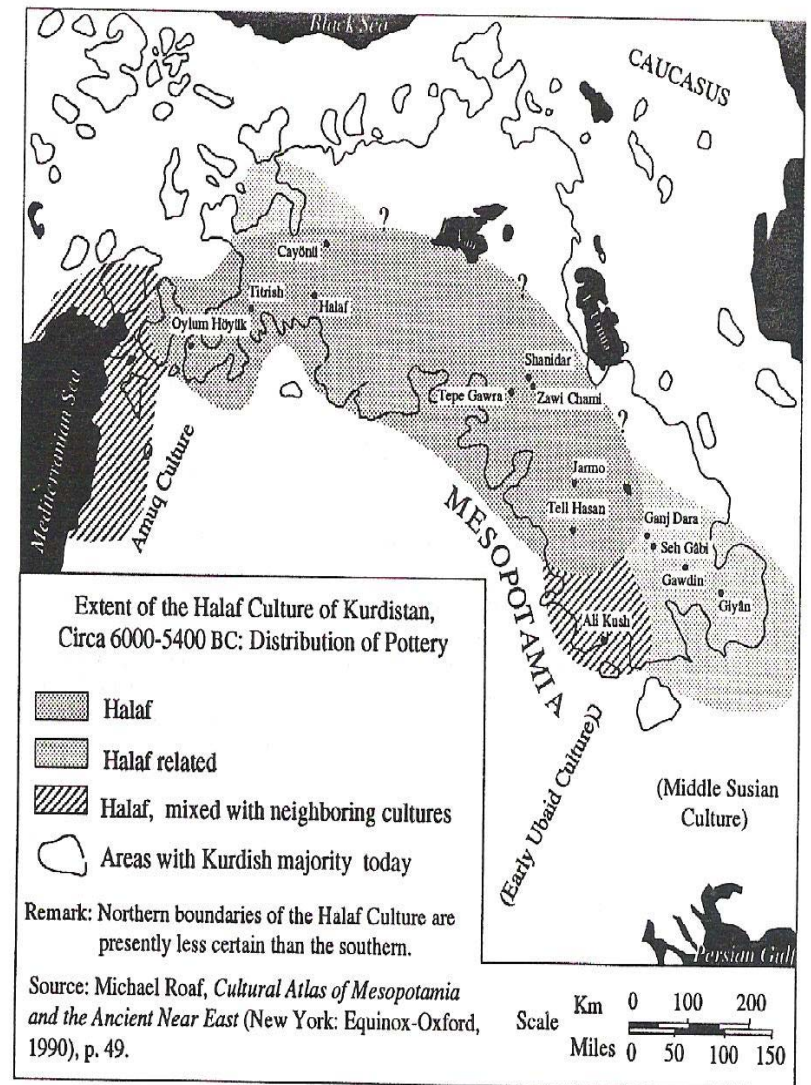 Black Sea
CAUCASUS
?
Cayönü
?
Titrish
Halaf
Urmia
Oylum Höyük
Shanidar
Tepe Gawra
Zawi Chami
?
Mediterranean Sea
Amuq Culture
Jarmo
MESOPOTAMIA
Tell Hasan
Ganj Dara
Seh Gâbi
Gawdin
Giyân
Ali Kush
Extent of the Halaf Culture of Kurdistan,
Circa 6000-5400 BC: Distribution of Pottery
Halaf
Halaf related
Halaf, mixed with neighboring cultures
Areas with Kurdish majority today
(Early Ubaid Culture)
(Middle Susian
Culture)
Remark: Northern boundaries of the Halaf Culture are
presently less certain than the southern.
Persian Gulf
Source: Michael Roaf, Cultural Atlas of Mesopotamia
and the Ancient Near East (New York: Equinox-Oxford,
1990), p. 49.
Scale
Km 0 100 200
Miles 0 50 100 150